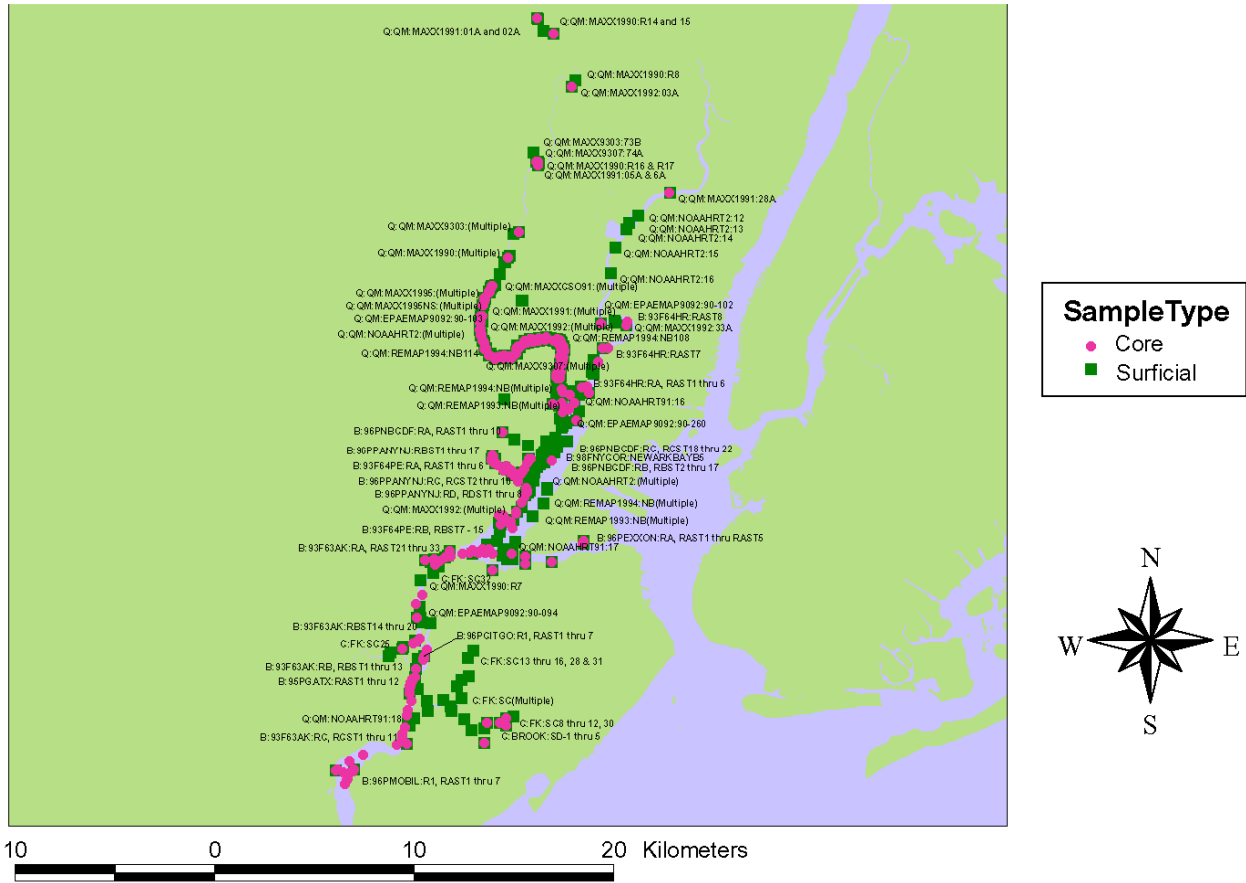 Q:QM:MAXX1990:R14 and 15
Q:QM:MAXX1991:01A and 02A
Q:QM:MAXX1990:R8
Q:QM:MAXX1992:03A
Q:QM:MAXX9303:73B
Q:QM:MAXX9307:74A
Q:QM:MAXX1990:R16 & R17
Q:QM:MAXX1991:05A & 6A
Q:QM:MAXX1991:28A
Q:QM:NOAAHRT2:12
Q:QM:MAXX9303:(Multiple)
Q:QM:NOAAHRT2:13
Q:QM:NOAAHRT2:14
Q:QM:MAXX1990:(Multiple)
Q:QM:NOAAHRT2:15
Q:QM:NOAAHRT2:16
Q:QM:MAXXCSO91:(Multiple)
Q:QM:MAXX1995:(Multiple)
Q:QM:MAXX1995NS:(Multiple)
Q:QM:EPAEMAP9092:90-102
Q:QM:MAXX1991:(Multiple)
Q:QM:EPAEMAP9092:90-103
B:93F64HR:RAST8
Q:QM:MAXX1992:(Multiple)
Q:QM:MAXX1992:33A
Q:QM:NOAAHRT2:(Multiple)
Q:QM:REMAP1994:NB108
Q:QM:REMAP1994:NB114
B:93F64HR:RAST7
Q:QM:MAXX9307:(Multiple)
Q:QM:REMAP1994:NB(Multiple)
B:93F64HR:RA, RAST1 thru 6
Q:QM:REMAP1993:NB(Multiple)
Q:QM:NOAAHRT91:16
Q:QM:EPAEMAP9092:90-260
B:96PNBCDF:RA, RAST1 thru 1
B:96PPANYNJ:RBST1 thru 17
B:96PNBCDF:RC, RCST18 thru 22
B:98FNYCOR:NEWARKBAYB5
B:93F64PE:RA, RAST1 thru 6
B:96PNBCDF:RB, RBST2 thru 17
B:96PPANYNJ:RC, RCST2 thru 16
Q:QM:NOAAHRT2:(Multiple)
B:96PPANYNJ:RD, RDST1 thru 8
Q:QM:REMAP1994:NB(Multiple)
Q:QM:MAXX1992:(Multiple)
Q:QM:REMAP1993:NB(Multiple)
B:93F64PE:RB, RBST7 - 15
B:96PEXXON:RA, RAST1 thru RAST5
B:93F63AK:RA, RAST21 thru 33
Q:QM:NOAAHRT91:17
C:FK:SC32
Q:QM:MAXX1990:R7
Q:QM:EPAEMAP9092:90-094
B:93F63AK:RBST14 thru 20
B:96PCITGO:R1, RAST1 thru 7
C:FK:SC25
C:FK:SC13 thru 16, 28 & 31
B:93F63AK:RB, RBST1 thru 13
B:95PGATX:RAST1 thru 12
C:FK:SC(Multiple)
Q:QM:NOAAHRT91:18
C:FK:SC8 thru 12, 30
B:93F63AK:RC, RCST1 thru 11
C:BROOK:SD-1 thru 5
B:96PMOBIL:R1, RAST1 thru 7
SampleType
Core
Surficial
N
W E
S
10 0 10 20 Kilometers